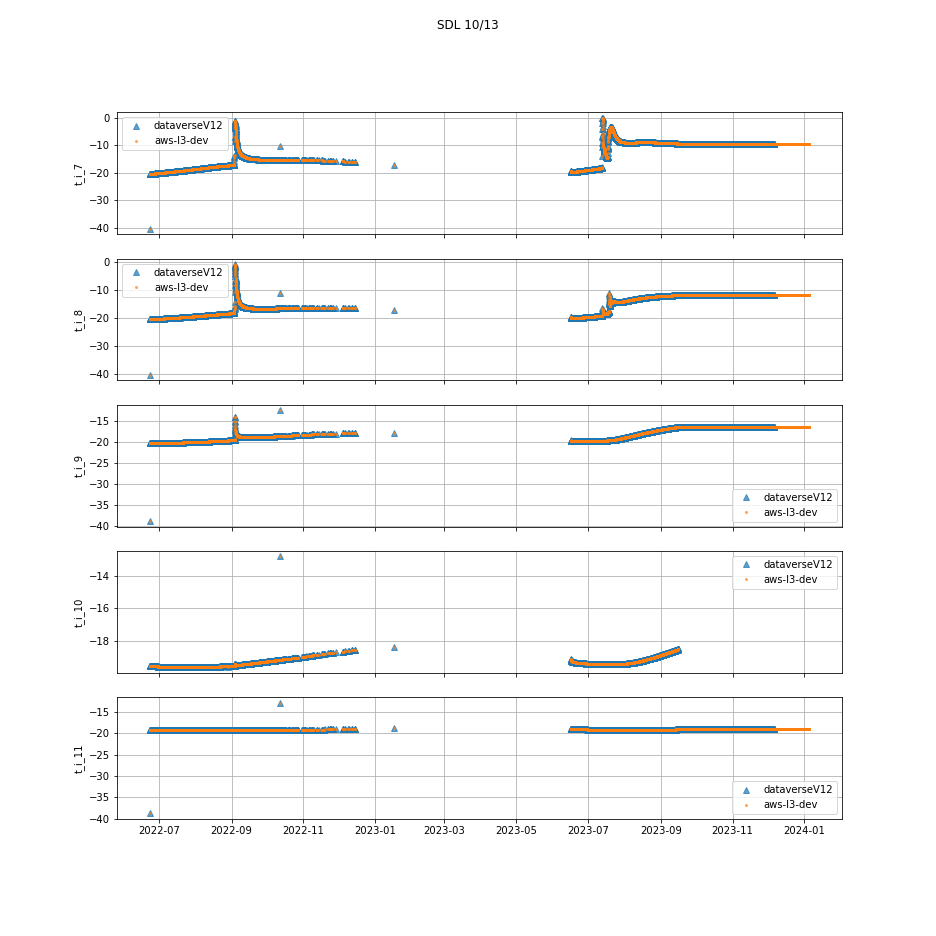 SDL 10/13
0
−10
−20
−30
−40
t_i_7
dataverseV12
aws-l3-dev
0
−10
−20
−30
−40
t_i_8
dataverseV12
aws-l3-dev
−15
−20
−25
−30
−35
−40
t_i_9
dataverseV12
aws-l3-dev
−14
−16
−18
t_i_10
dataverseV12
aws-l3-dev
−15
−20
−25
−30
−35
−40
t_i_11
dataverseV12
aws-l3-dev
2022-07 2022-09 2022-11 2023-01 2023-03 2023-05 2023-07 2023-09 2023-11 2024-01